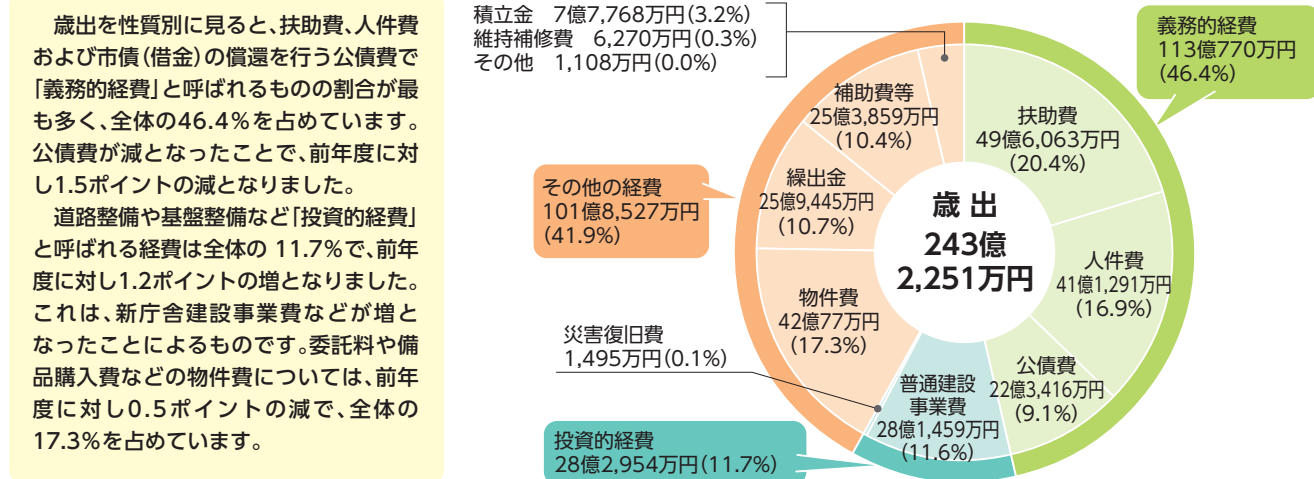 歳出を性質別に見ると、扶助費、人件費
および市債(借金)の償還を行う公債費で
「義務的経費」と呼ばれるものの割合が最
も多く、全体の46.4%を占めています。
公債費が減となったことで、前年度に対
し1.5ポイントの減となりました。
道路整備や基盤整備など「投資的経費」
と呼ばれる経費は全体の 11.7%で、前年
度に対し1.2ポイントの増となりました。
これは、新庁舎建設事業費などが増と
なったことによるものです。委託料や備
品購入費などの物件費については、前年
度に対し0.5ポイントの減で、全体の
17.3%を占めています。
積立金 7億7,768万円(3.2%)
維持補修費 6,270万円(0.3%)
その他 1,108万円(0.0%)
義務的経費
113億770万円
(46.4%)
扶助費
49億6,063万円
(20.4%)
人件費
41億1,291万円
(16.9%)
公債費
22億3,416万円
(9.1%)
普通建設
事業費
28億1,459万円
(11.6%)
投資的経費
28億2,954万円(11.7%)
災害復旧費
1,495万円(0.1%)
物件費
42億77万円
(17.3%)
繰出金
25億9,445万円
(10.7%)
補助費等
25億3,859万円
(10.4%)
その他の経費
101億8,527万円
(41.9%)
歳 出
243億
2,251万円